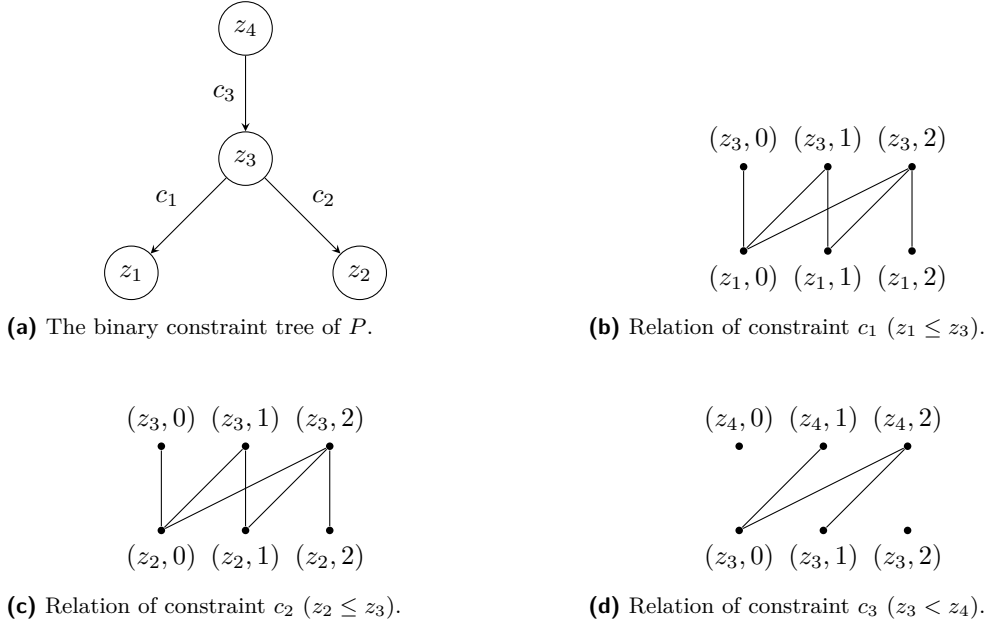 z4
c3
z3
c1 c2
z1 z2
(a) The binary constraint tree of P.
(z3, 0) (z3, 1) (z3, 2)
(z1, 0) (z1, 1) (z1, 2)
(b) Relation of constraint c1 (z1 ≤ z3).
(z3, 0) (z3, 1) (z3, 2)
(z2, 0) (z2, 1) (z2, 2)
(c) Relation of constraint c2 (z2 ≤ z3).
(z4, 0) (z4, 1) (z4, 2)
(z3, 0) (z3, 1) (z3, 2)
(d) Relation of constraint c3 (z3 < z4).